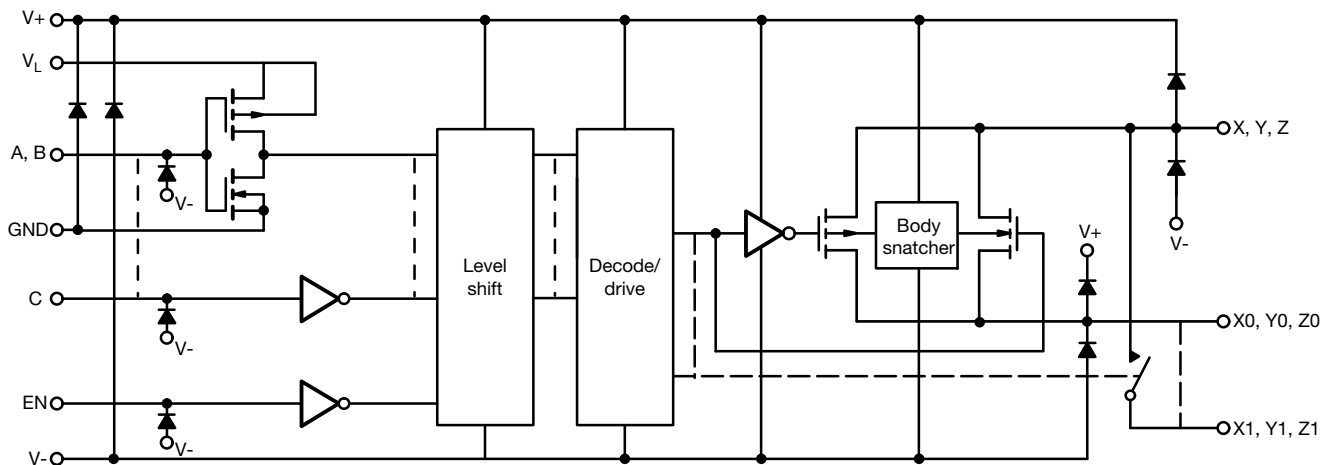 V+
VL
A, B
V-
GND
C
V-
EN
V-
V-
Level
shift
Decode/
drive
Body
snatcher
V+
X, Y, Z
V-
X0, Y0, Z0
X1, Y1, Z1